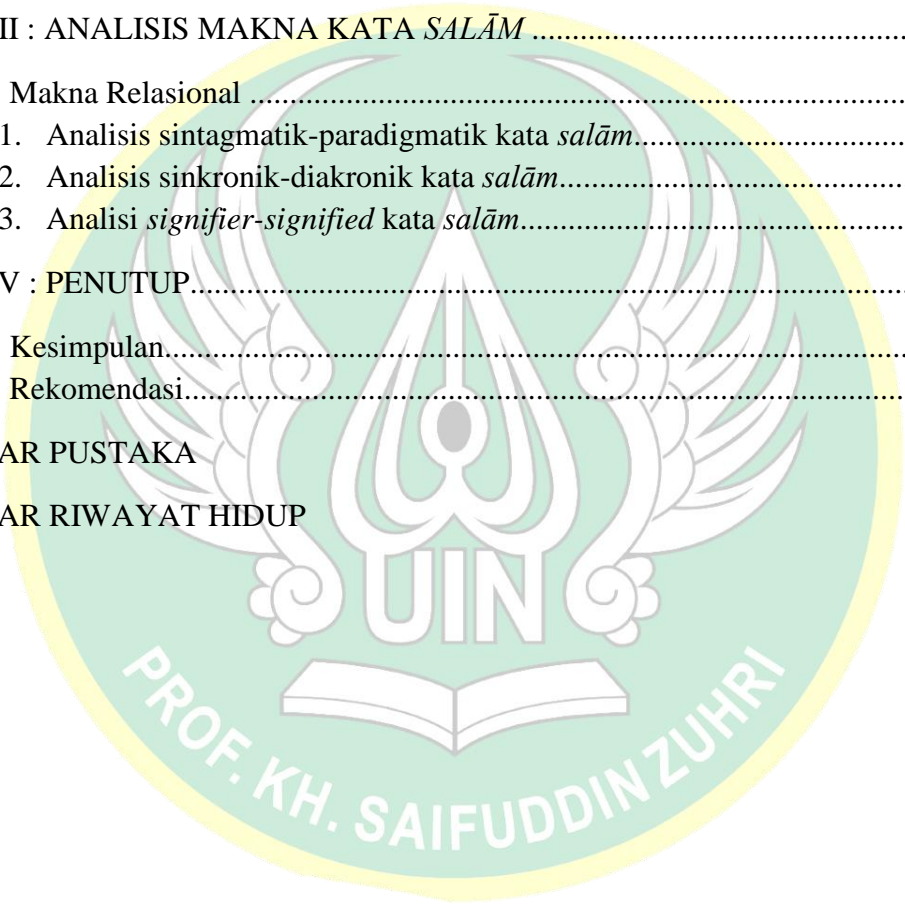 II : ANALISIS MAKNA KATA SALĀM ................................................
Makna Relasional ................................................................................
1. Analisis sintagmatik-paradigmatik kata salām..................................
2. Analisis sinkronik-diakronik kata salām...........................................
3. Analisi signifier-signified kata salām................................................
V : PENUTUP.........................................................................................
Kesimpulan...........................................................................................
Rekomendasi.........................................................................................
AR PUSTAKA
AR RIWAYAT HIDUP
UIN
PROF. KH. SAIFUDDIN ZUHRI